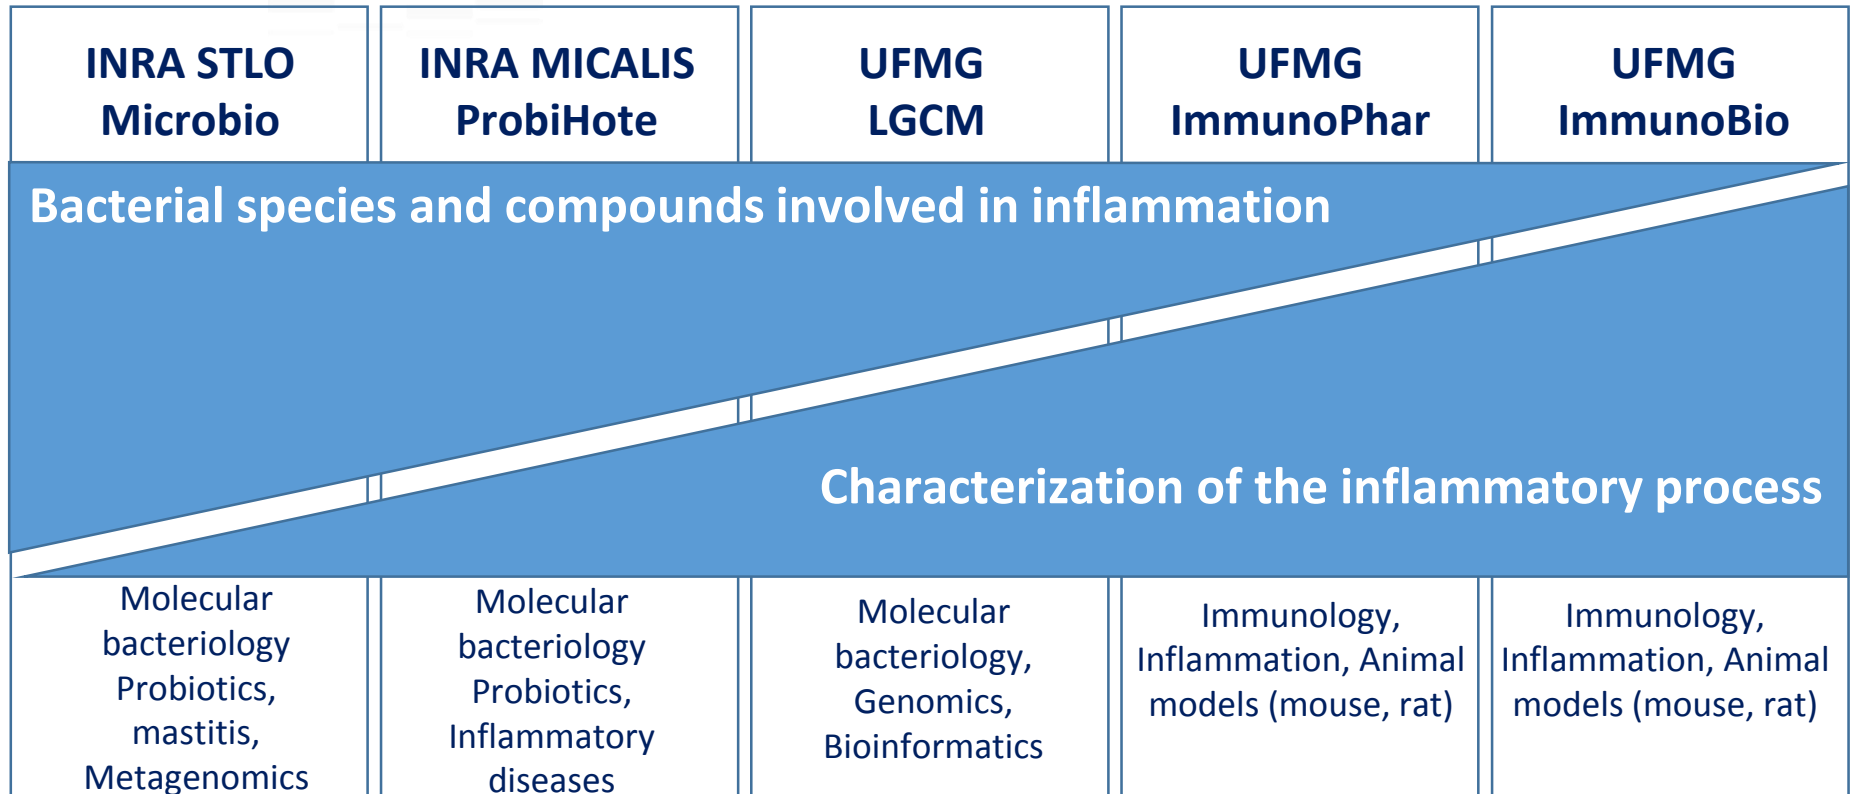 INRA STLO
Microbio
INRA MICALIS
ProbiHote
UFMG
LGCM
UFMG
ImmunoPhar
UFMG
ImmunoBio
Bacterial species and compounds involved in inflammation
Characterization of the inflammatory process
Molecular
bacteriology
Probiotics,
mastitis,
Metagenomics
Molecular
bacteriology
Probiotics,
Inflammatory
diseases
Molecular
bacteriology,
Genomics,
Bioinformatics
Immunology,
Inflammation, Animal
models (mouse, rat)
Immunology,
Inflammation, Animal
models (mouse, rat)